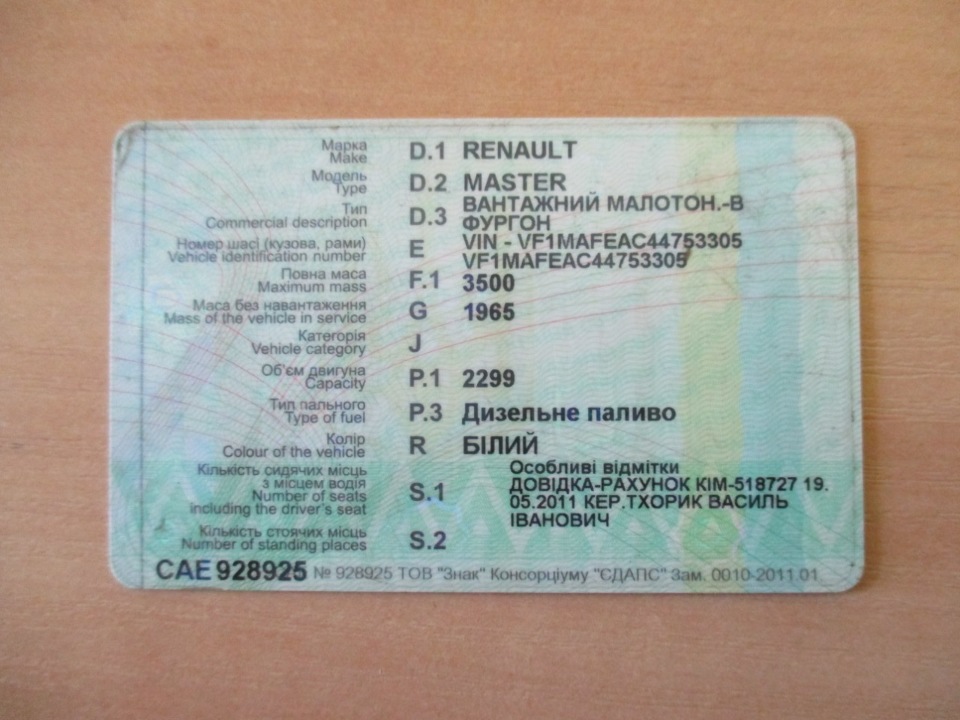 Марка
Make D.1 RENAULT
Модель
Type D.2 MASTER
Тип
Commercial description D.3 ВАНТАЖНИЙ МАЛОТОН.-В
ФУРГОН
Номер шасі (кузова, рами)
Vehicle identification number E VIN - VF1MAFEAC44753305
VF1MAFEAC44753305
Повна маса
Maximum mass F.1 3500
Маса без навантаження
Mass of the vehicle in service G 1965
Категорія
Vehicle category J
Об'єм двигуна
Capacity P.1 2299
Тип пального
Type of fuel P.3 Дизельне паливо
Колір
Colour of the vehicle R БІЛИЙ
Кількість сидячих місць
з місцем водія
Number of seats
including the driver's seat S.1
Особливі відмітки
ДОВІДКА-РАХУНОК КІМ-518727 19.
05.2011 КЕР.ТХОРИК ВАСИЛЬ
ІВАНОВИЧ
Кількість стоячих місць
Number of standing places S.2
САЕ 928925 № 928925 ТОВ "Знак" Консорціуму "ЄДАПС" Зам. 0010-2011.01